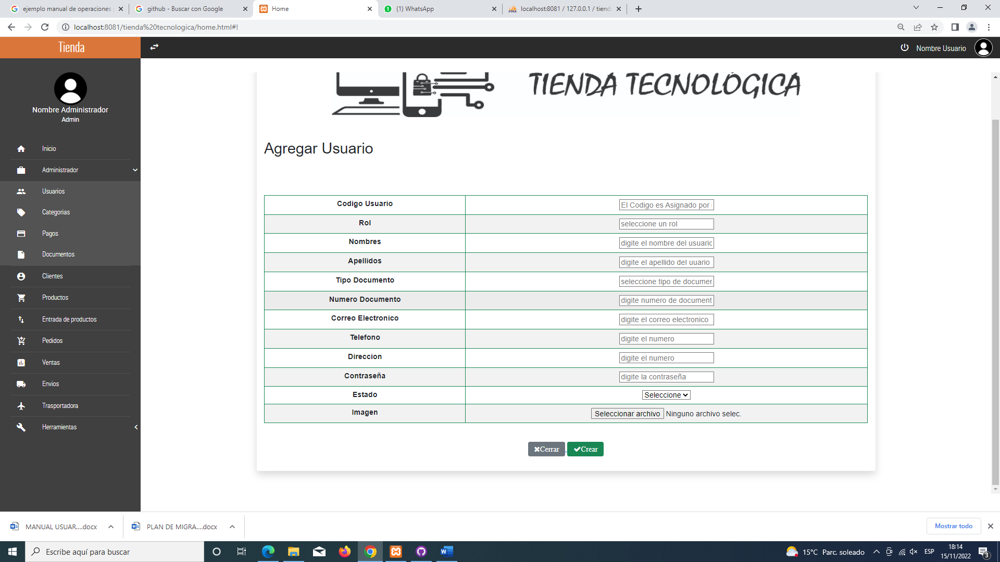 ejemplo manual de operaciones
github - Buscar con Google
Home
(1) WhatsApp
localhost:8081 / 127.0.0.1 / tiend
localhost:8081/tienda%20tecnologica/home.html#!
Tienda
Nombre Usuario
Nombre Administrador
Admin
Inicio
Administrador
Usuarios
Categorias
Pagos
Documentos
Clientes
Productos
Entrada de productos
Pedidos
Ventas
Envios
Trasportadora
Herramientas
TIENDA TECNOLOGICA
Agregar Usuario
Codigo Usuario El Codigo es Asignado por
Rol seleccione un rol
Nombres digite el nombre del usuario
Apellidos digite el apellido del uuario
Tipo Documento seleccione tipo de documen
Numero Documento digite numero de document
Correo Electronico digite el correo electronico
Telefono digite el numero
Direccion digite el numero
Contraseña digite la contraseña
Estado Seleccione
Imagen Seleccionar archivo Ninguno archivo selec.
Cerrar Crear
MANUAL USUAR....docx
PLAN DE MIGRA....docx
Mostrar todo
Escribe aquí para buscar
15°C Parc. soleado
ESP
18:14
15/11/2022
3